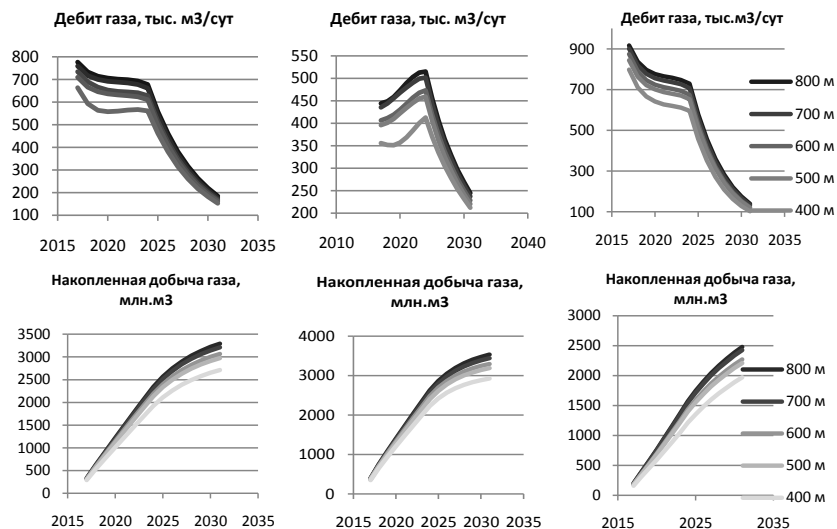 Дебит газа, тыс. м3/сут
800
700
600
500
400
300
200
100
2015 2020 2025 2030 2035
Дебит газа, тыс. м3/сут
550
500
450
400
350
300
250
200
2010 2020 2030 2040
Дебит газа, тыс.м3/сут
900
700
500
300
100
2015 2020 2025 2030 2035
800 м
700 м
600 м
500 м
400 м
Накопленная добыча газа,
млн.м3
3500
3000
2500
2000
1500
1000
500
0
2015 2020 2025 2030 2035
Накопленная добыча газа,
млн.м3
4000
3000
2000
1000
0
2015 2020 2025 2030 2035
Накопленная добыча газа,
млн.м3
3000
2500
2000
1500
1000
500
0
2015 2020 2025 2030 2035
800 м
700 м
600 м
500 м
400 м